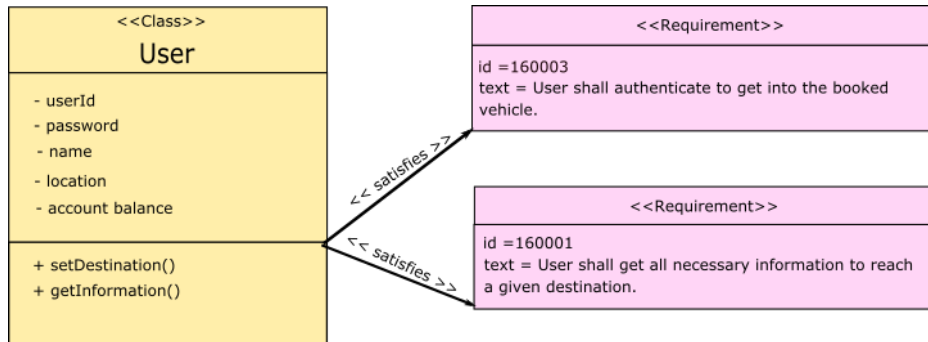 <<Class>>
User
- userId
- password
- name
- location
- account balance
+ setDestination()
+ getInformation()
<< satisfies >>
<< satisfies >>
<<Requirement>>
id =160003
text = User shall authenticate to get into the booked
vehicle.
<<Requirement>>
id =160001
text = User shall get all necessary information to reach
a given destination.